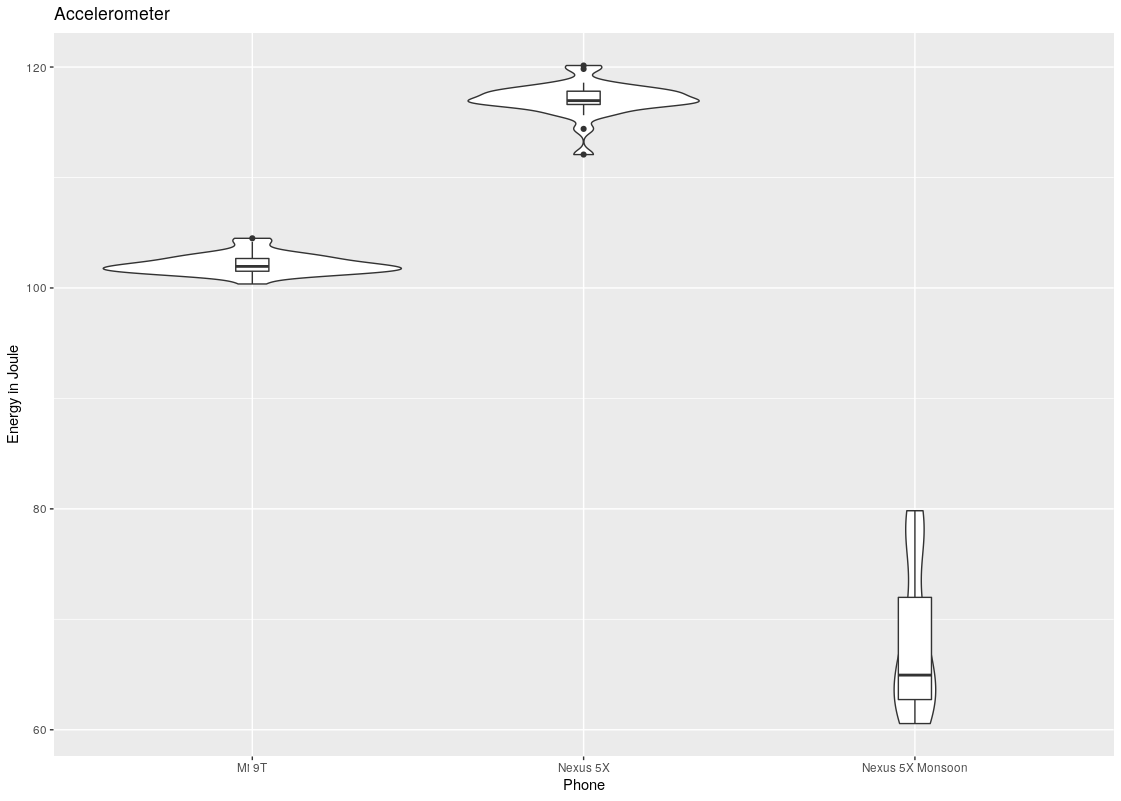 Accelerometer
120
100
80
60
Energy in Joule
MI 9T
Nexus 5X
Nexus 5X Monsoon
Phone